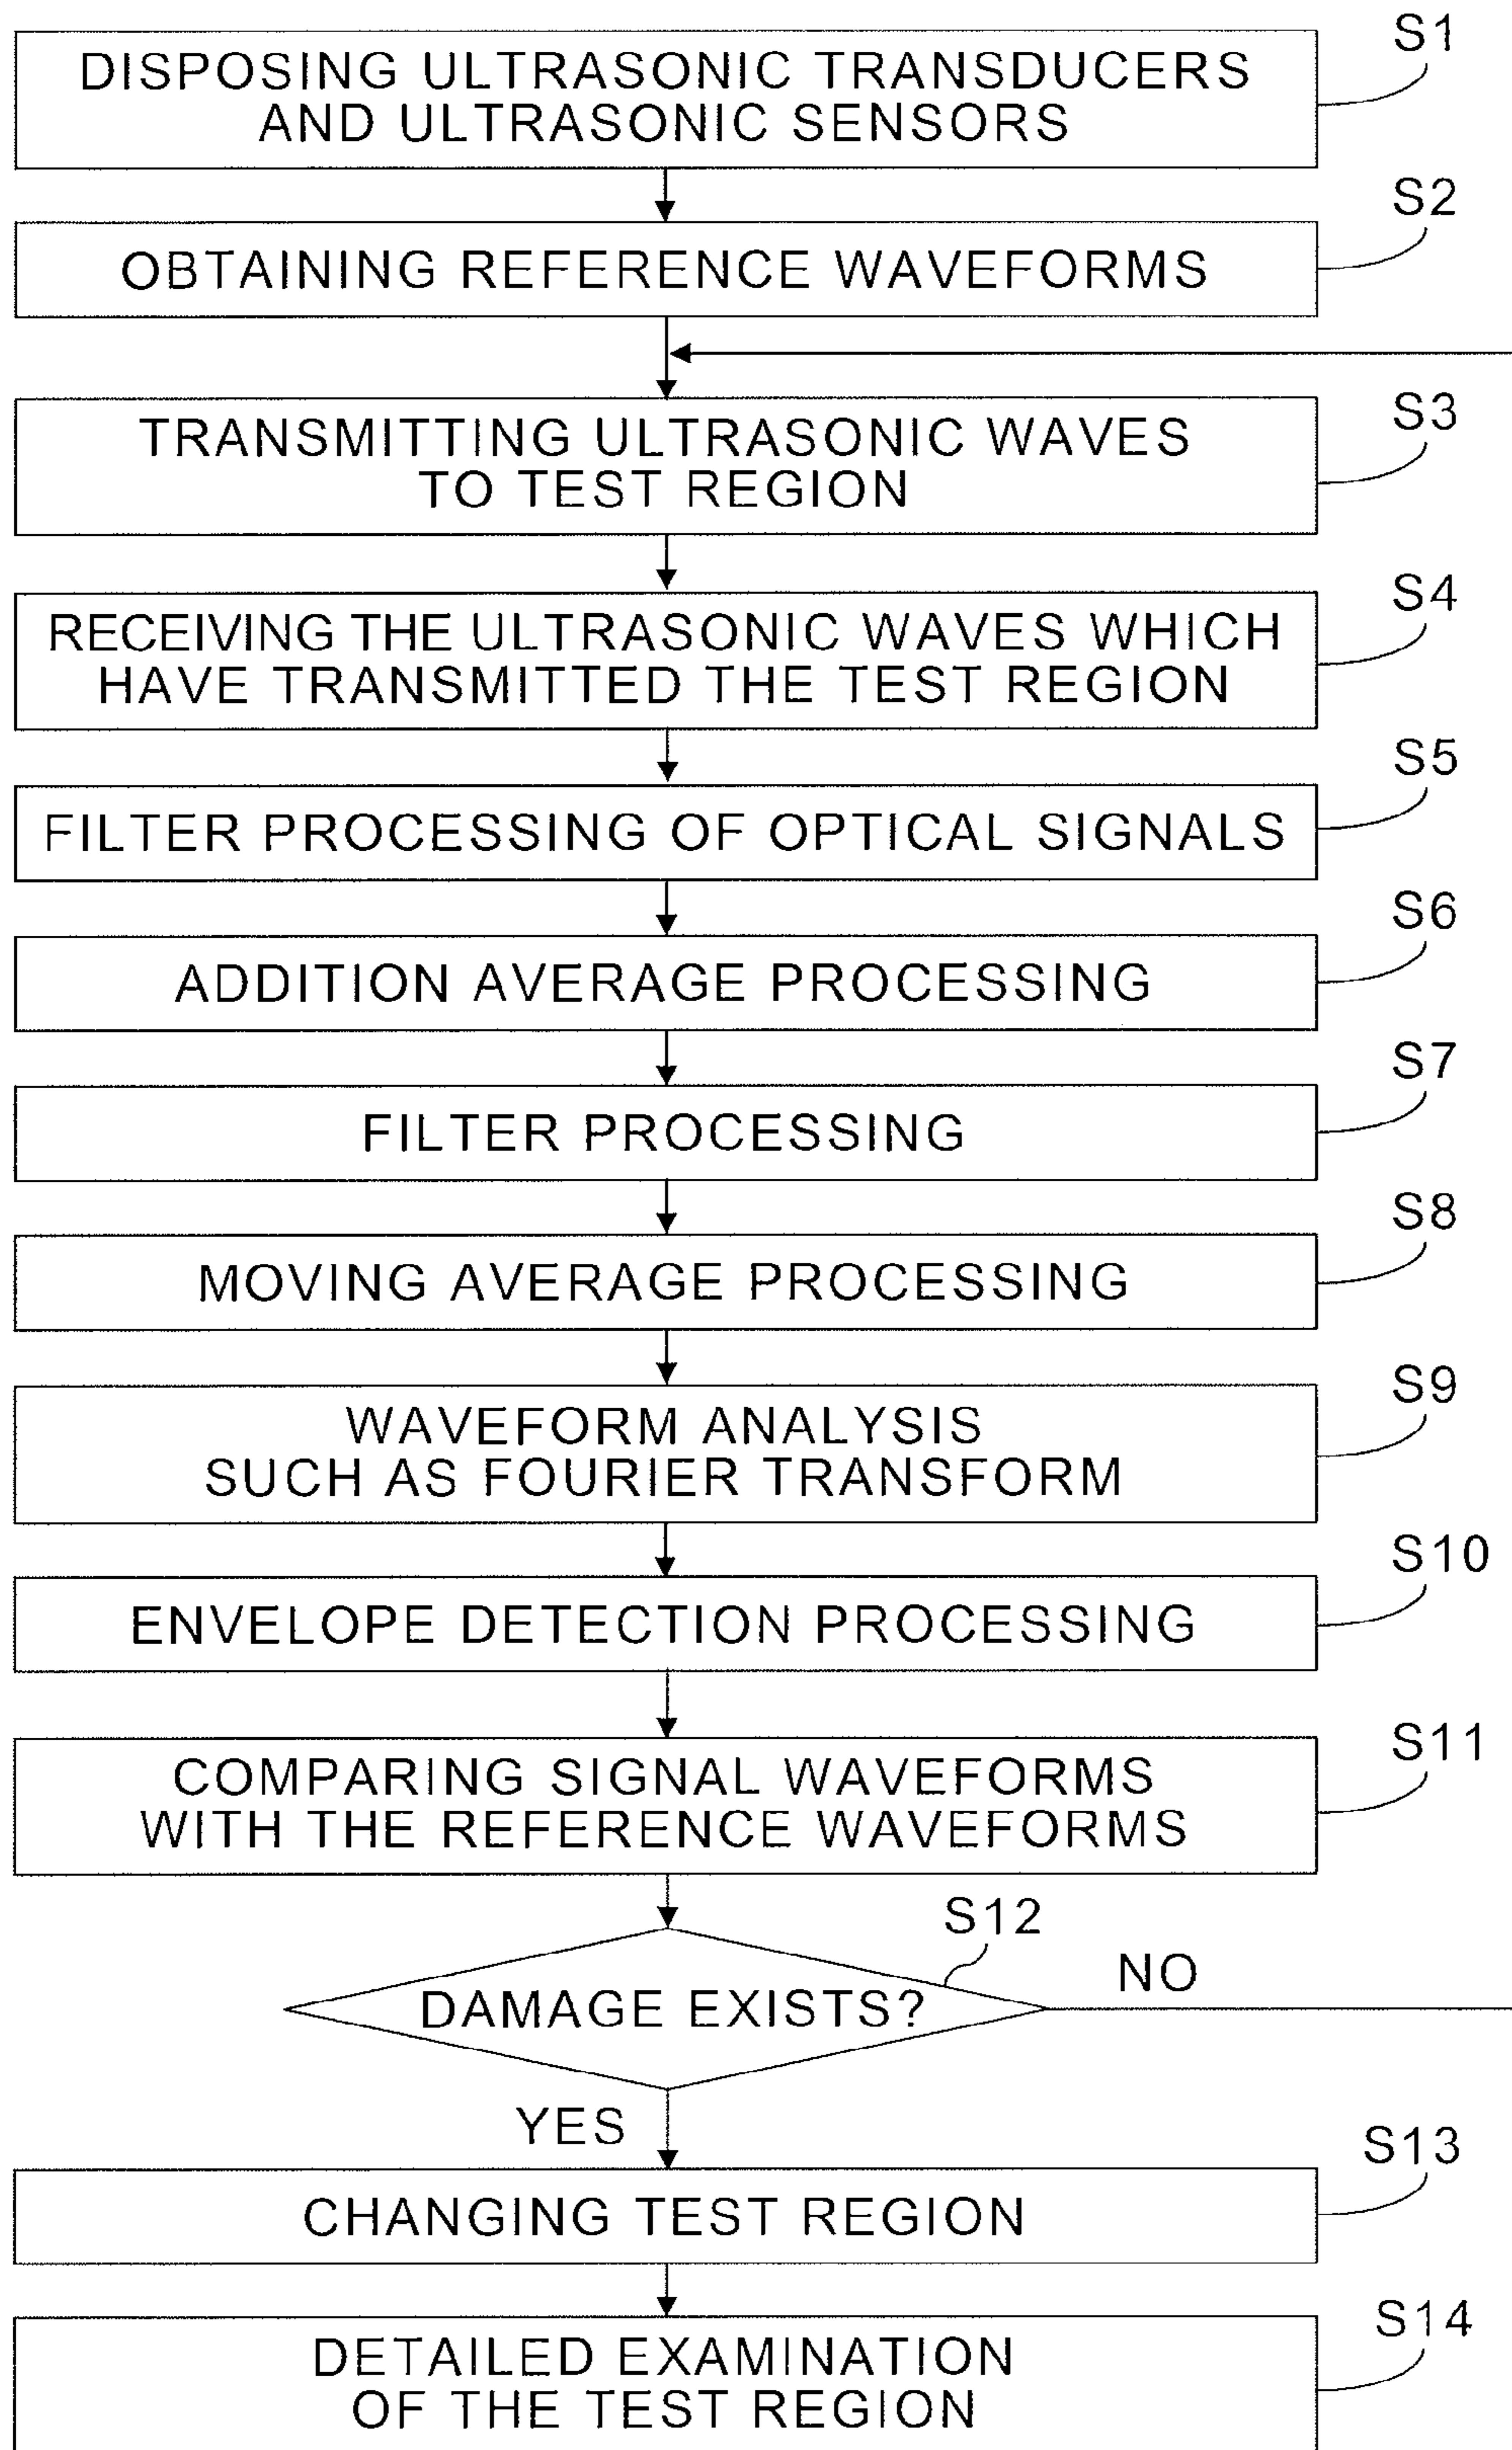 S1
DISPOSING ULTRASONIC TRANSDUCERS
AND ULTRASONIC SENSORS
S2
OBTAINING REFERENCE WAVEFORMS
S3
TRANSMITTING ULTRASONIC WAVES
TO TEST REGION
S4
RECEIVING THE ULTRASONIC WAVES WHICH
HAVE TRANSMITTED THE TEST REGION
S5
FILTER PROCESSING OF OPTICAL SIGNALS
S6
ADDITION AVERAGE PROCESSING
S7
FILTER PROCESSING
S8
MOVING AVERAGE PROCESSING
S9
WAVEFORM ANALYSIS
SUCH AS FOURIER TRANSFORM
S10
ENVELOPE DETECTION PROCESSING
S11
COMPARING SIGNAL WAVEFORMS
WITH THE REFERENCE WAVEFORMS
S12
NO
DAMAGE EXISTS?
YES
S13
CHANGING TEST REGION
S14
DETAILED EXAMINATION
OF THE TEST REGION